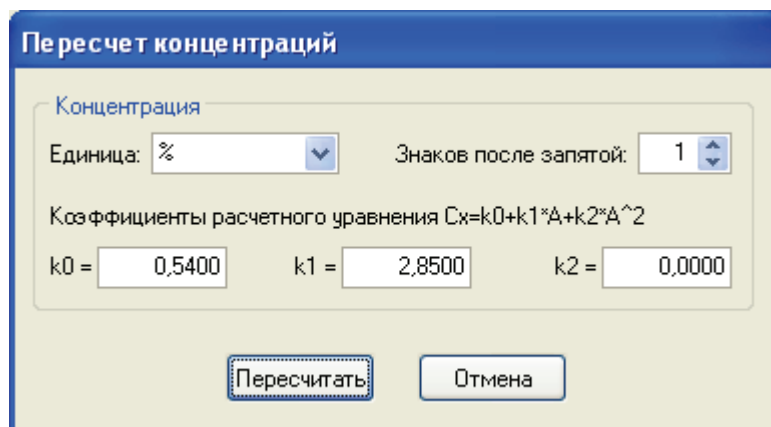 Пересчет концентраций
Концентрация
Единица: % Знаков после запятой: 1
Коэффициенты расчетного уравнения Cx=k0+k1*A+k2*A^2
k0 = 0,5400 k1 = 2,8500 k2 = 0,0000
Пересчитать Отмена